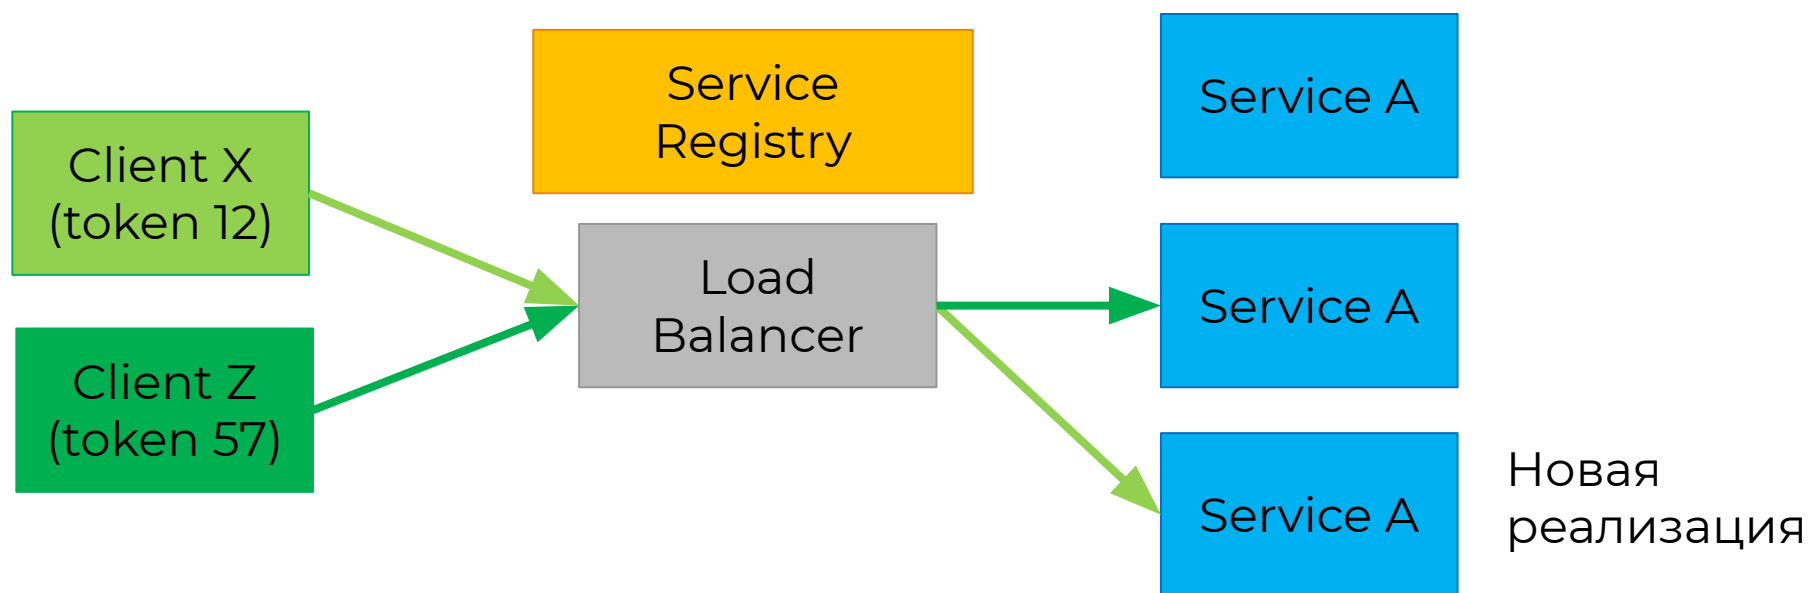 Client X
(token 12)
Client Z
(token 57)
Service
Registry
Load
Balancer
Service A
Service A
Service A
Новая
реализация